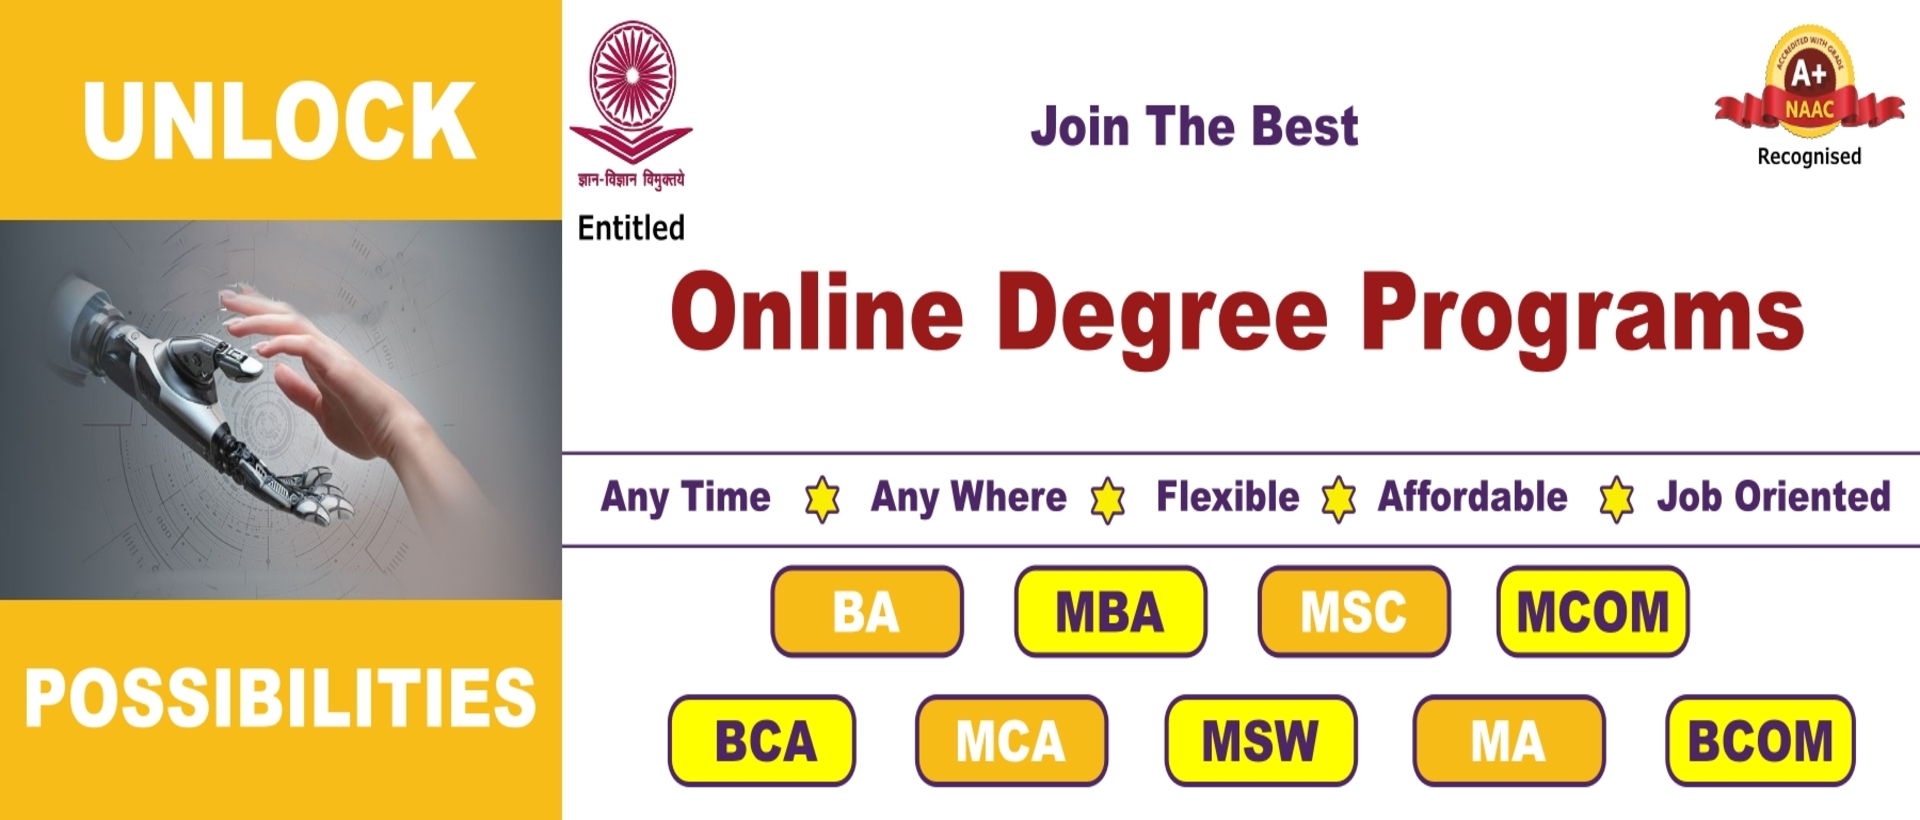 UNLOCK
POSSIBILITIES
ज्ञान-विज्ञान विमुक्तये
Entitled
Join The Best
ACCREDITED WITH GRADE
A+
NAAC
Recognised
Online Degree Programs
Any Time Any Where Flexible Affordable Job Oriented
BA MBA MSC MCOM
BCA MCA MSW MA BCOM